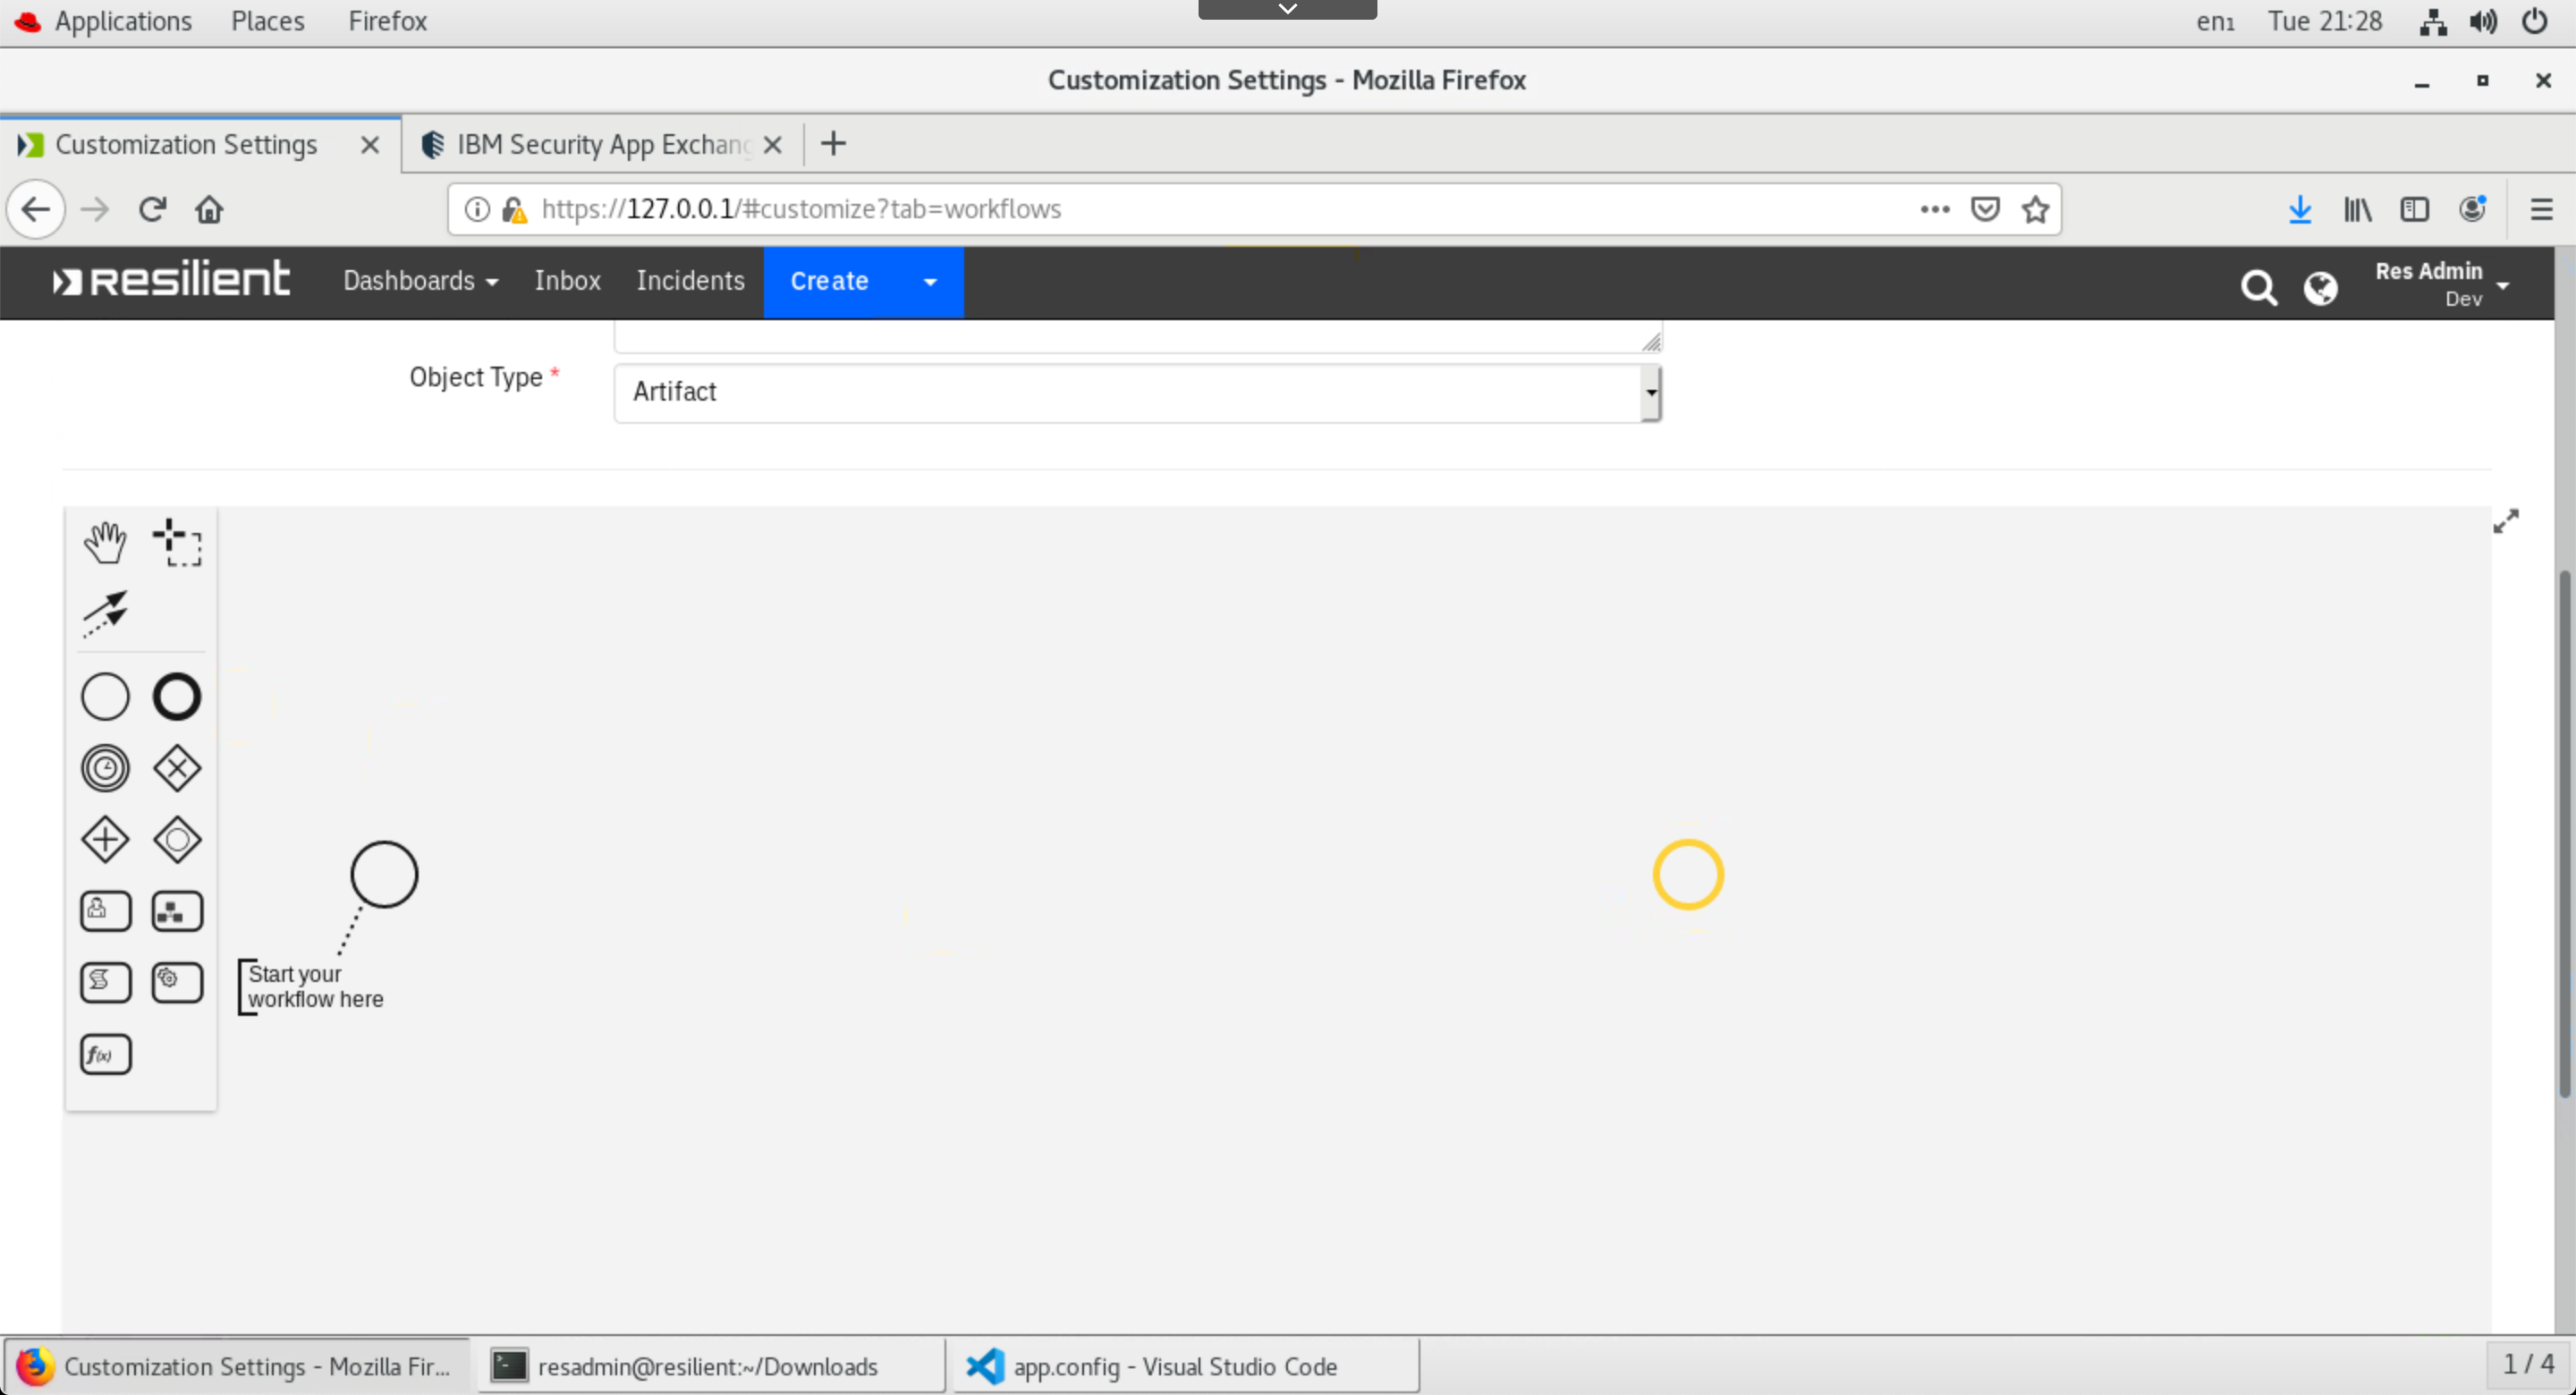 Applications Places Firefox en1 Tue 21:28
Customization Settings - Mozilla Firefox
Customization Settings IBM Security App Exchang
https://127.0.0.1/#customize?tab=workflows
resilient Dashboards Inbox Incidents Create Res Admin
Dev
Object Type *
Artifact
Start your
workflow here
f(x)
Customization Settings - Mozilla Fir... resadmin@resilient:~/Downloads app.config - Visual Studio Code 1 / 4